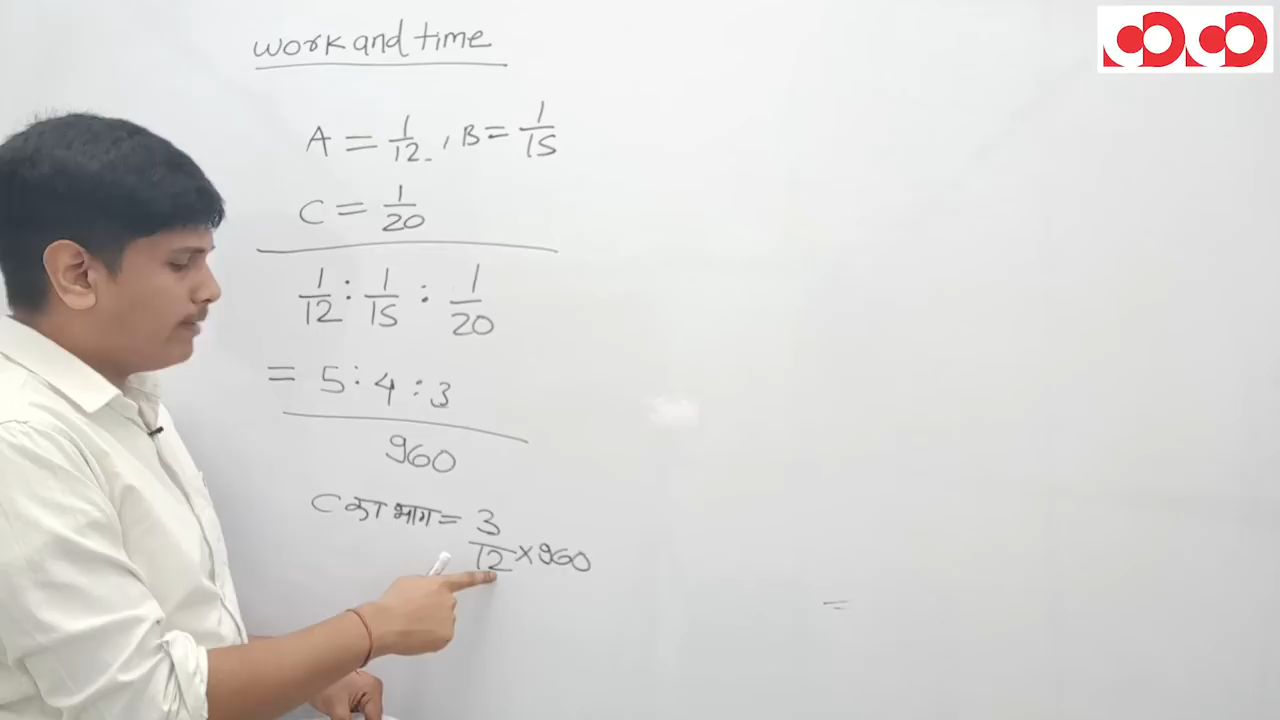 work and time
A = 1/12, B = 1/15
C = 1/20
1/12 : 1/15 : 1/20
= 5 : 4 : 3
960
C का भाग = 3/12 × 960
=